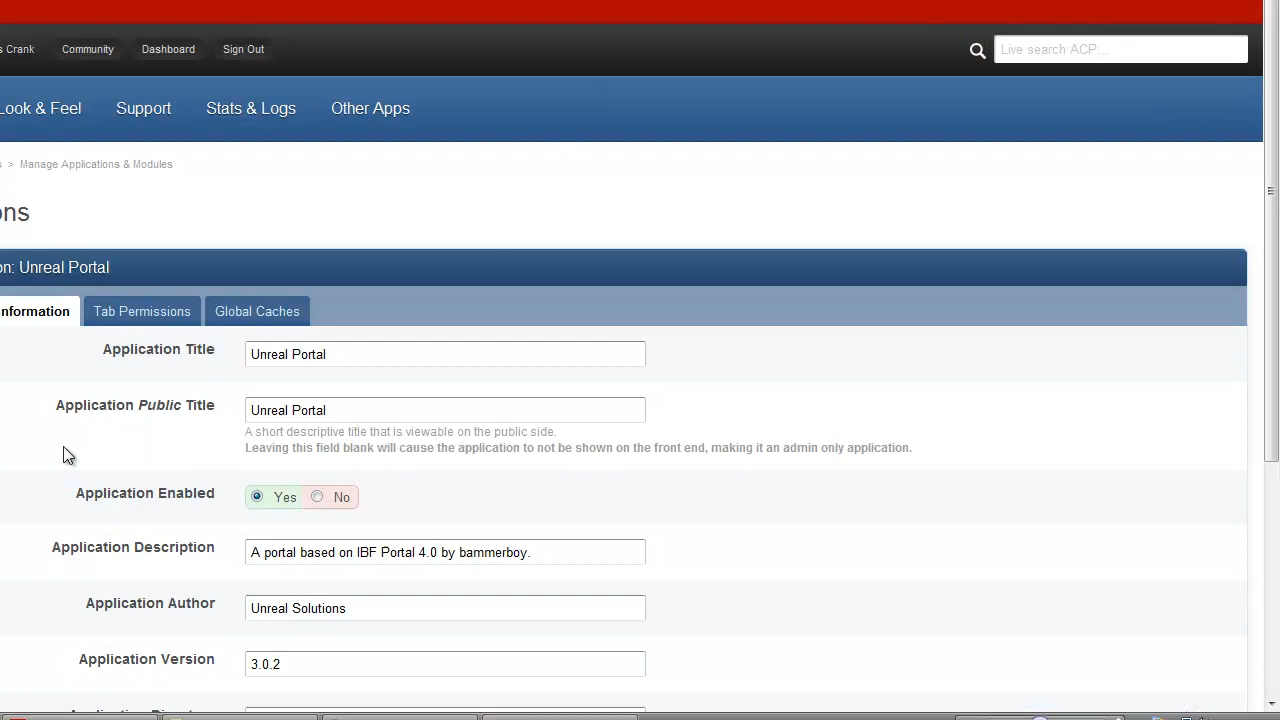 s Crank Community Dashboard Sign Out Live search ACP...
Look & Feel Support Stats & Logs Other Apps
s > Manage Applications & Modules
ons
on: Unreal Portal
nformation Tab Permissions Global Caches
Application Title Unreal Portal
Application Public Title Unreal Portal
A short descriptive title that is viewable on the public side.
Leaving this field blank will cause the application to not be shown on the front end, making it an admin only application.
Application Enabled Yes No
Application Description A portal based on IBF Portal 4.0 by bammerboy.
Application Author Unreal Solutions
Application Version 3.0.2